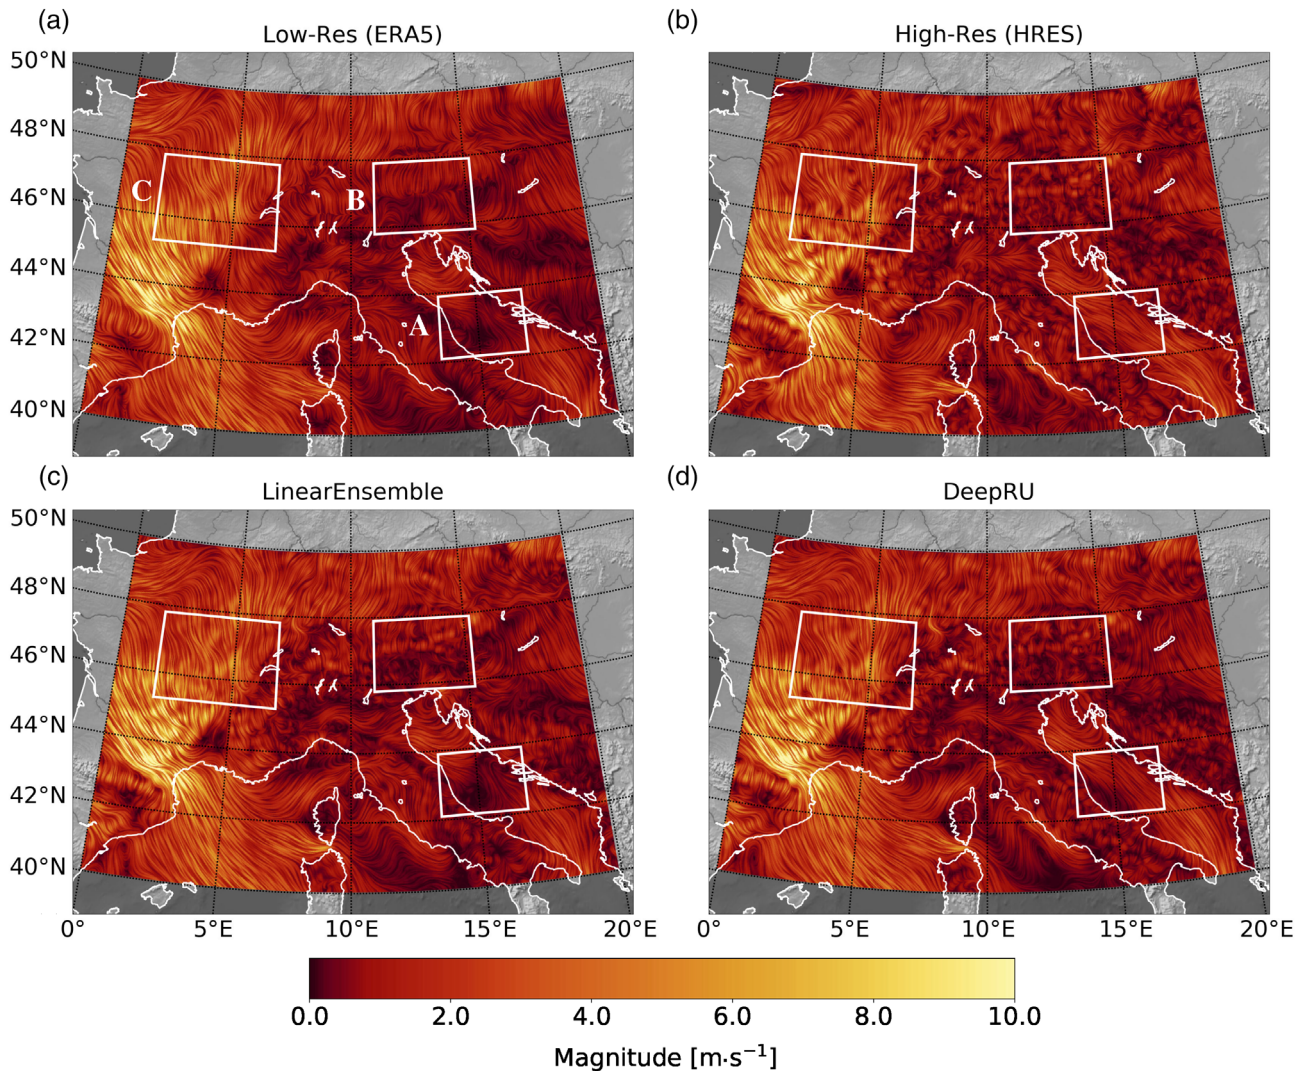 (a)
Low-Res (ERA5)
(b)
High-Res (HRES)
50°N
48°N
46°N
44°N
42°N
40°N
C
B
A
(c)
LinearEnsemble
(d)
DeepRU
50°N
48°N
46°N
44°N
42°N
40°N
0° 5°E 10°E 15°E 20°E
0° 5°E 10°E 15°E 20°E
0.0 2.0 4.0 6.0 8.0 10.0
Magnitude [m·s⁻¹]